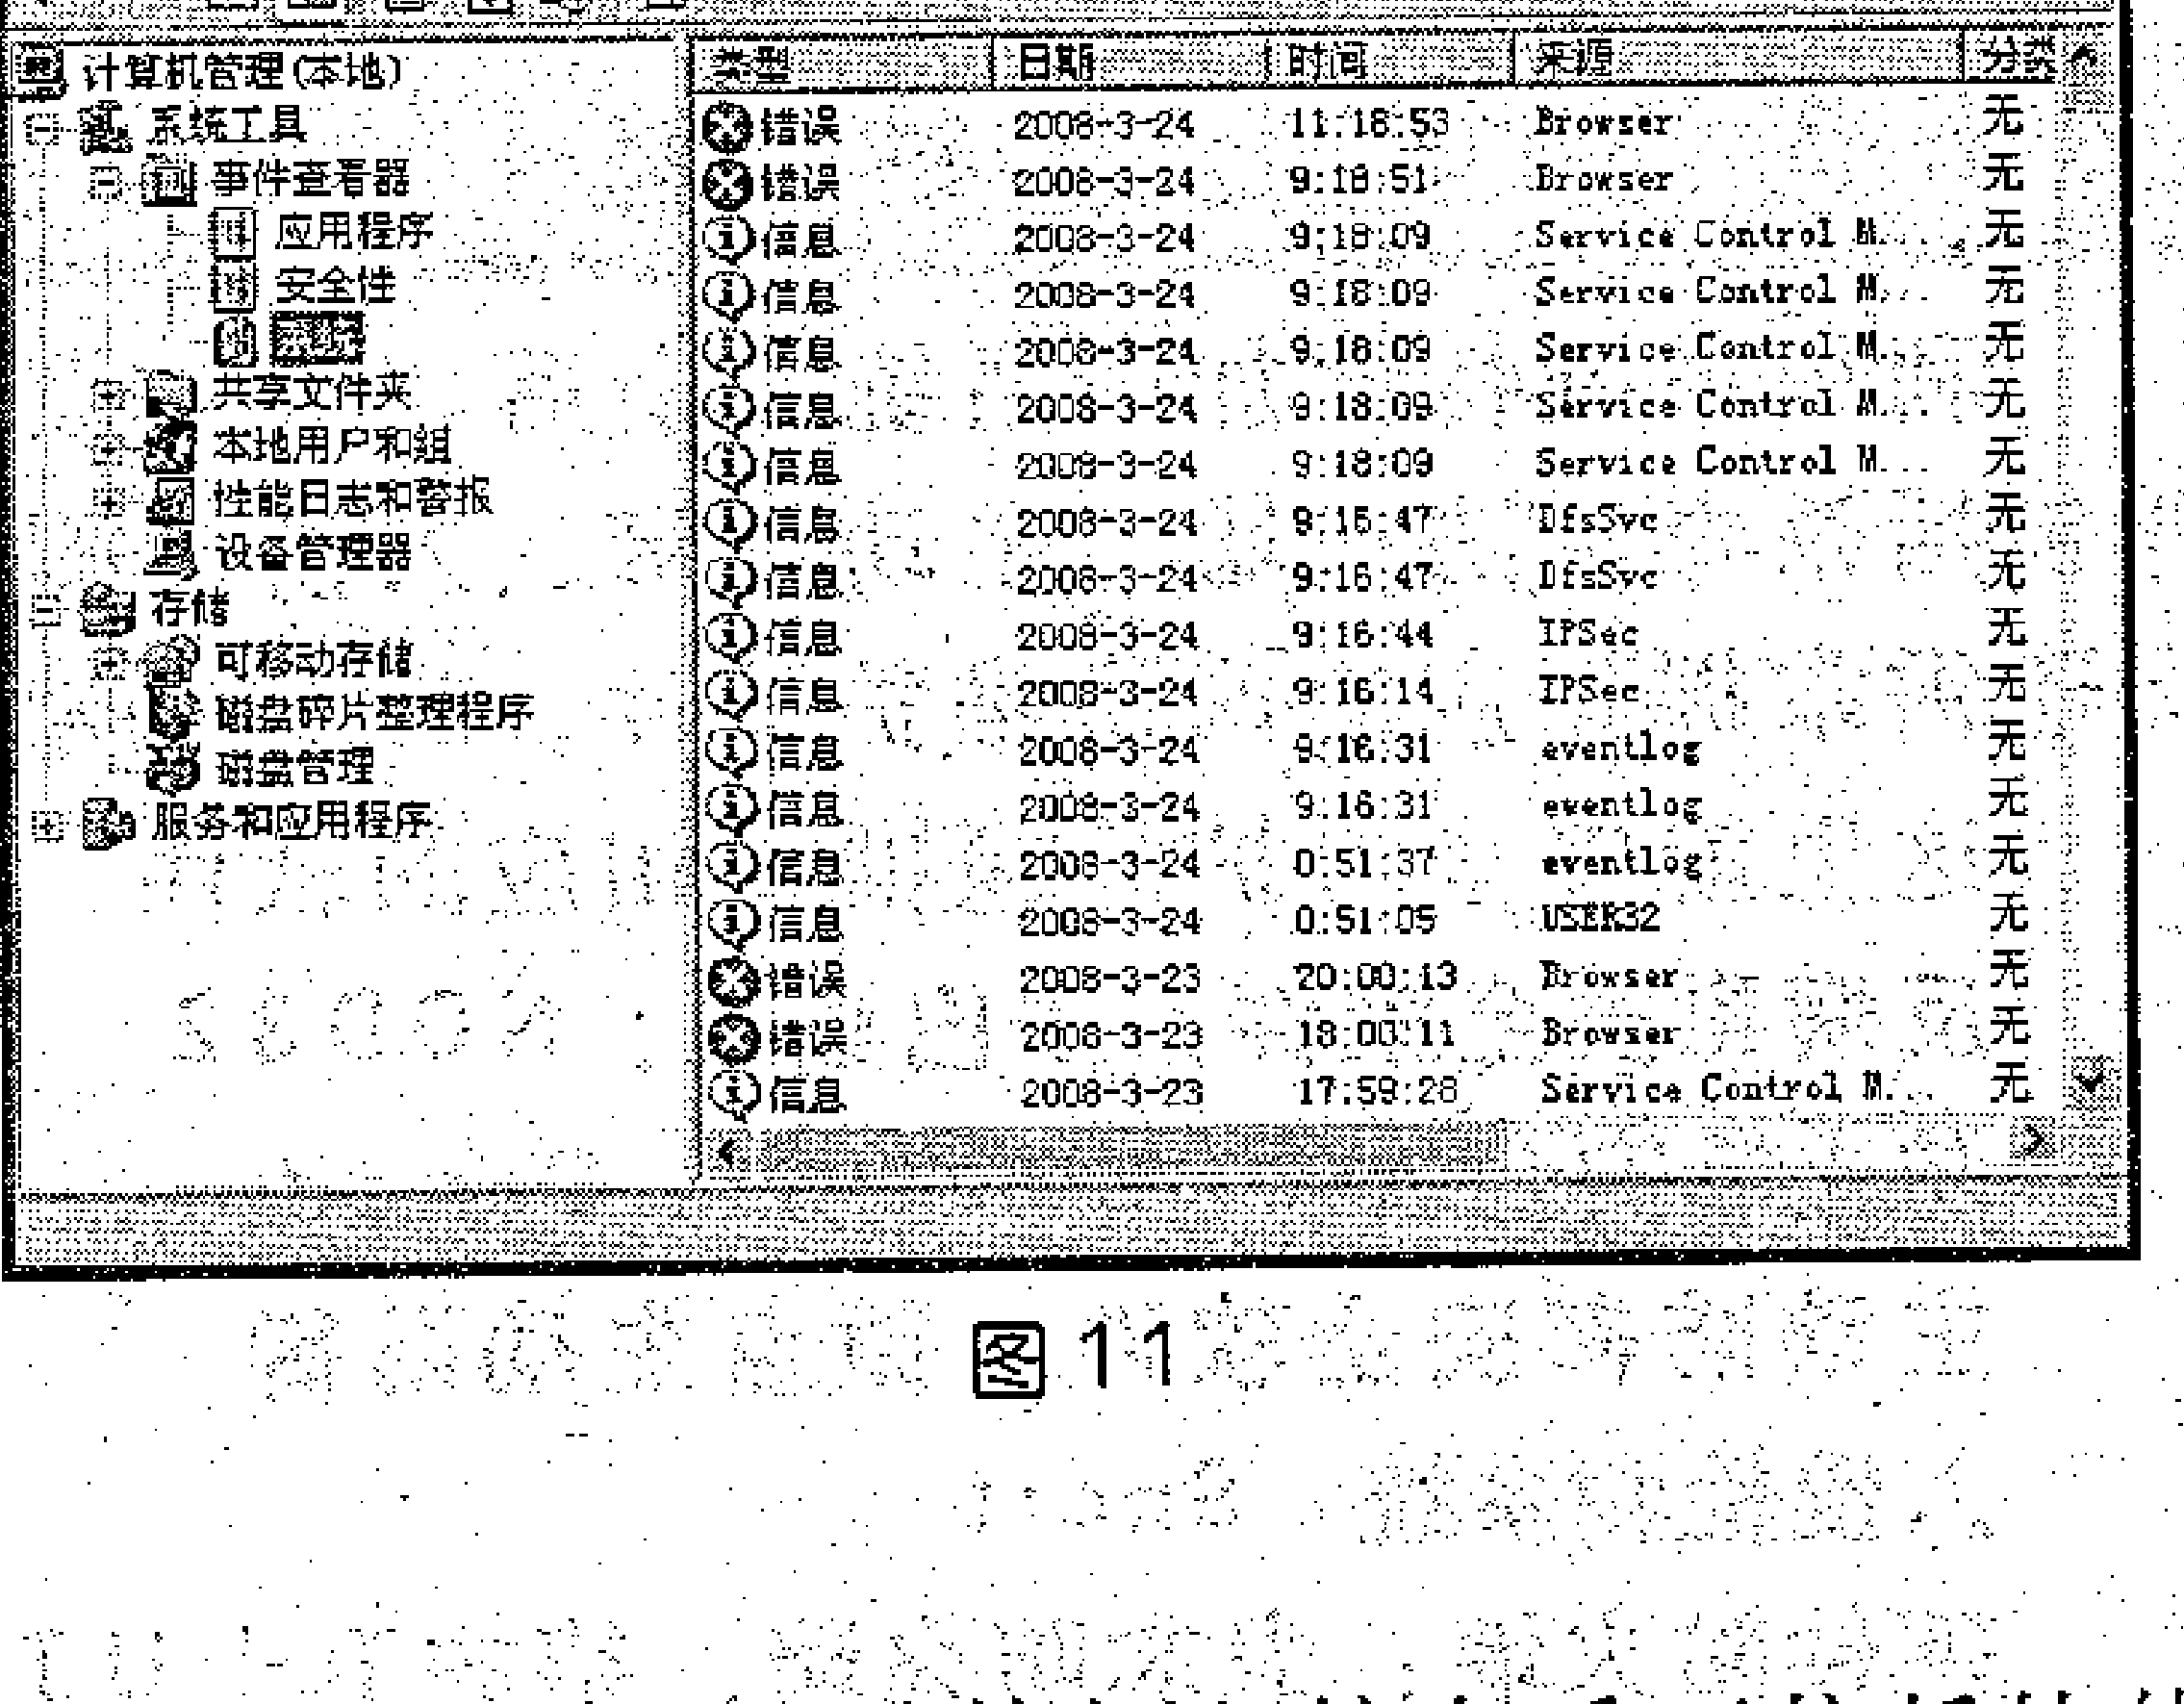 计算机管理(本地)
系统工具
事件查看器
应用程序
安全性
共享文件夹
本地用户和组
性能日志和警报
设备管理器
存储
可移动存储
磁盘碎片整理程序
磁盘管理
服务和应用程序
类型 日期 时间 来源 分类
错误 2008-3-24 11:18:53 Browser 无
错误 2008-3-24 9:18:51 Browser 无
信息 2008-3-24 9:18:09 Service Control M... 无
信息 2008-3-24 9:18:09 Service Control M... 无
信息 2008-3-24 9:18:09 Service Control M... 无
信息 2008-3-24 9:18:09 Service Control M... 无
信息 2008-3-24 9:18:09 Service Control M... 无
信息 2008-3-24 9:16:47 DfsSvc 无
信息 2008-3-24 9:16:47 DfsSvc 无
信息 2008-3-24 9:16:44 IPSec 无
信息 2008-3-24 9:16:14 IPSec 无
信息 2008-3-24 9:16:31 eventlog 无
信息 2008-3-24 9:16:31 eventlog 无
信息 2008-3-24 0:51:37 eventlog 无
信息 2008-3-24 0:51:05 USER32 无
错误 2008-3-23 20:00:13 Browser 无
错误 2008-3-23 18:00:11 Browser 无
信息 2008-3-23 17:59:28 Service Control M... 无
图 11